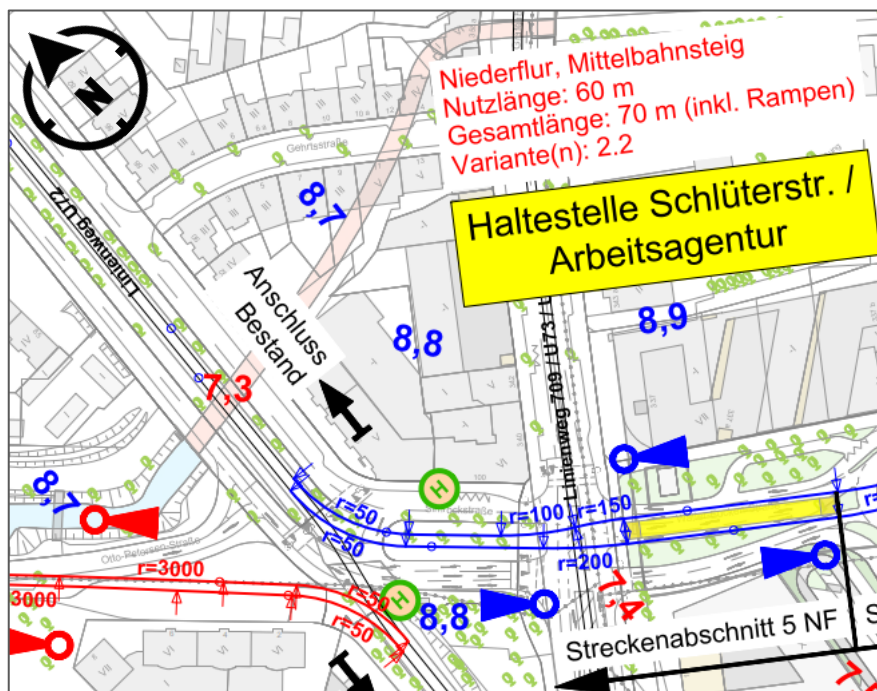 N
Niederflur, Mittelbahnsteig
Nutzlänge: 60 m
Gesamtlänge: 70 m (inkl. Rampen)
Variante(n): 2.2
Haltestelle Schlüterstr. /
Arbeitsagentur
Gehrtsstraße
Linienweg U72
8,7
Anschluss
Bestand
8,8
8,9
7,3
Linienweg 709 / U73 /
8,7
H
r=50
r=50
r=100
r=150
r=200
r=
Otto-Petersen-Straße
r=3000
3000
r=50
r=50
H
8,8
7,4
Streckenabschnitt 5 NF
S